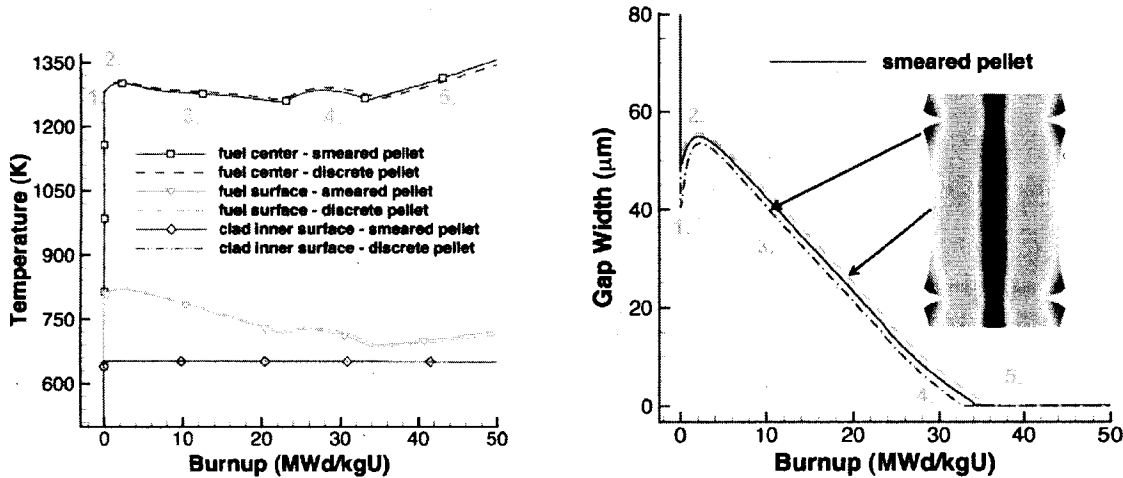 1350
1200
1050
900
750
600
Temperature (K)
2.
1.
3.
4.
5.
fuel center - smeared pellet
fuel center - discrete pellet
fuel surface - smeared pellet
fuel surface - discrete pellet
clad inner surface - smeared pellet
clad inner surface - discrete pellet
0 10 20 30 40 50
Burnup (MWd/kgU)
80
60
40
20
0
Gap Width (μm)
smeared pellet
2.
1.
3.
4.
5.
0 10 20 30 40 50
Burnup (MWd/kgU)